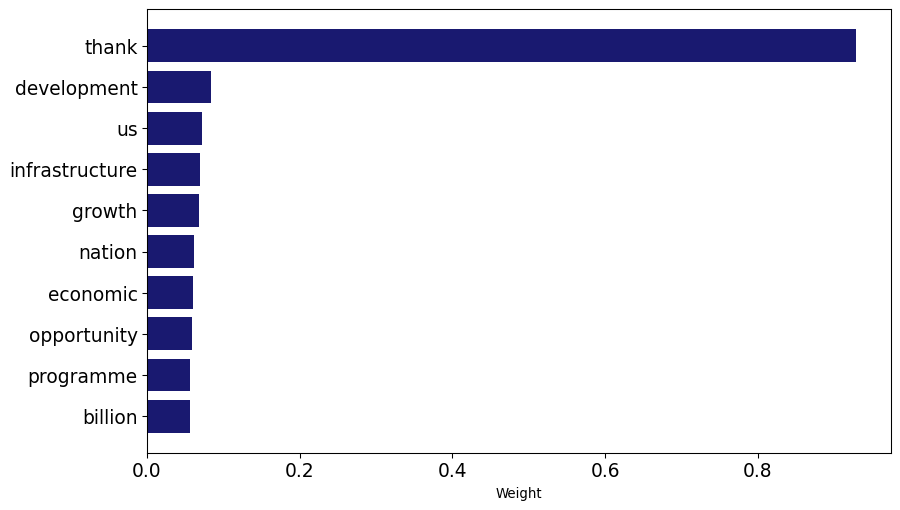 thank
development
us
infrastructure
growth
nation
economic
opportunity
programme
billion
0.0 0.2 0.4 0.6 0.8
Weight